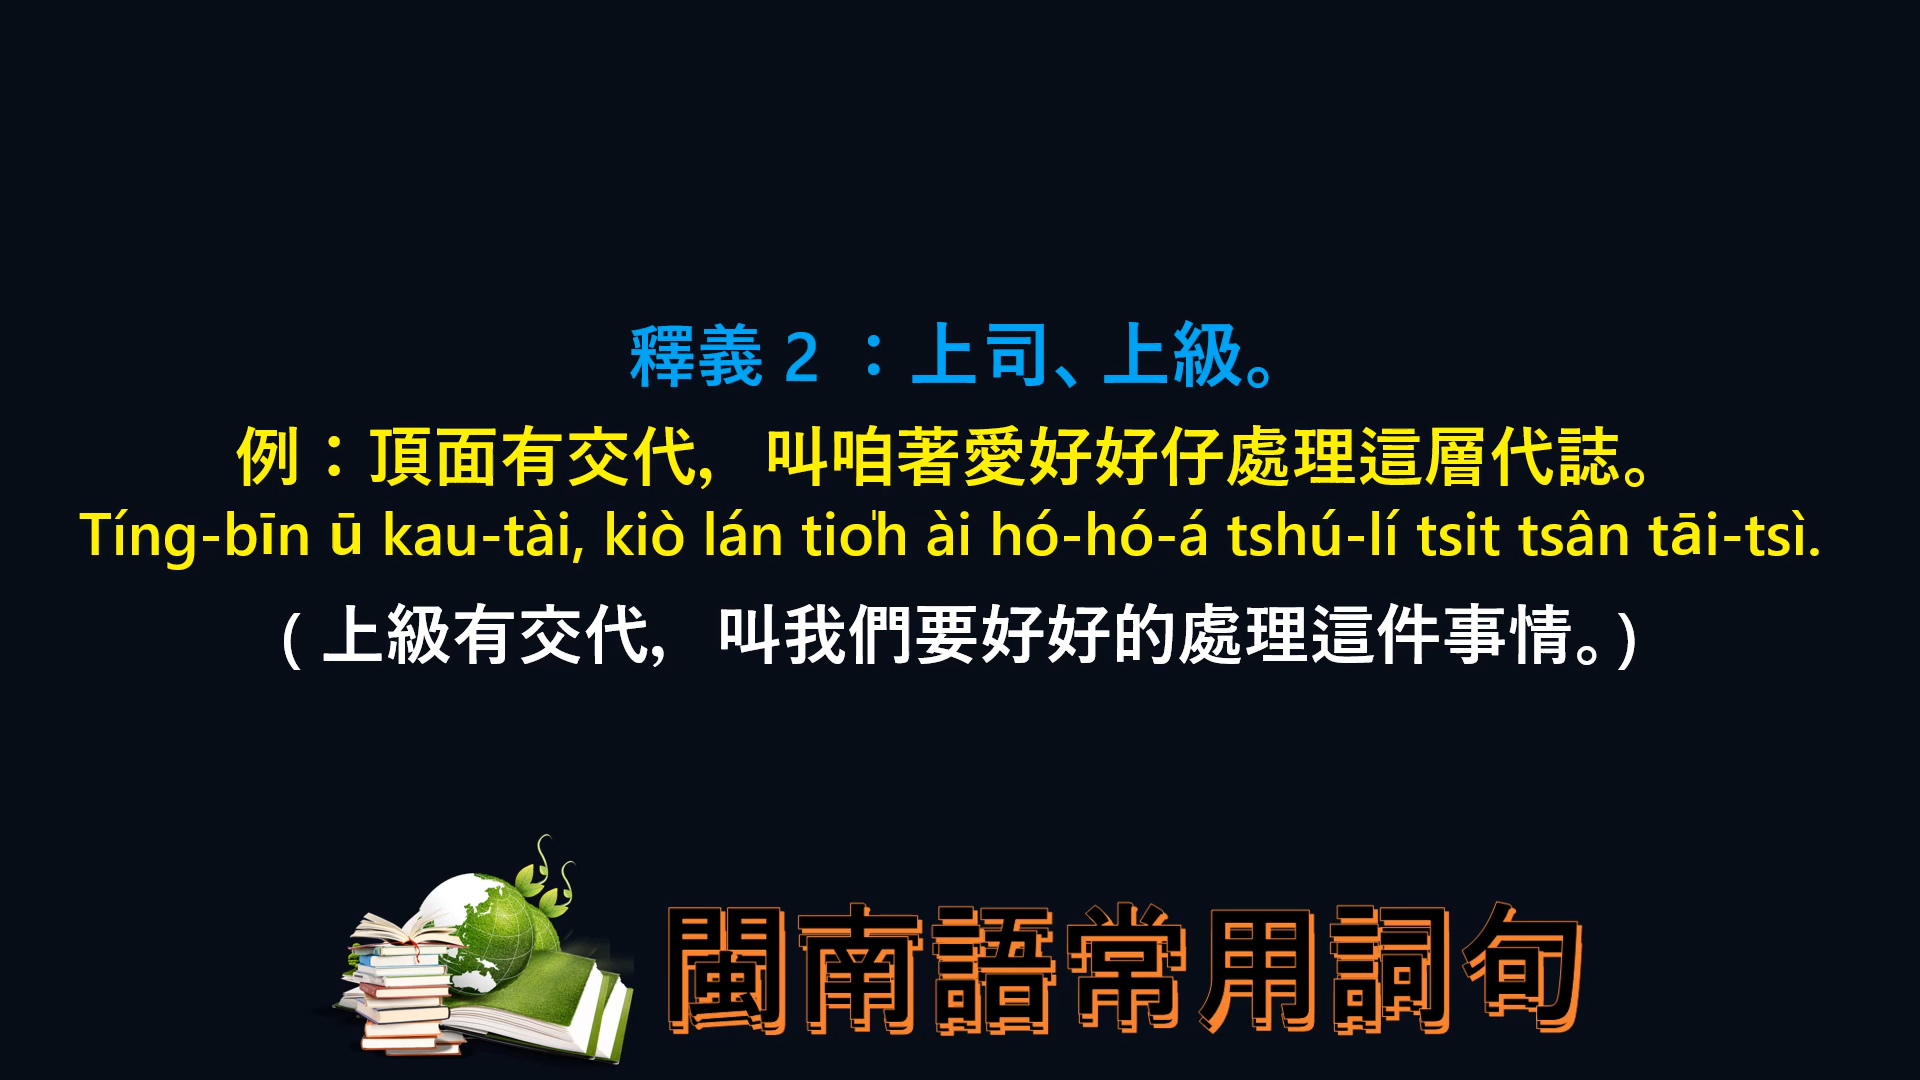 釋義 2 ：上司、上級。
例：頂面有交代，叫咱著愛好好仔處理這層代誌。
Tíng-bīn ū kau-tài, kiò lán tio̍h ài hó-hó-á tshú-lí tsit tsân tāi-tsì.
( 上級有交代，叫我們要好好的處理這件事情。)
閩南語常用詞句